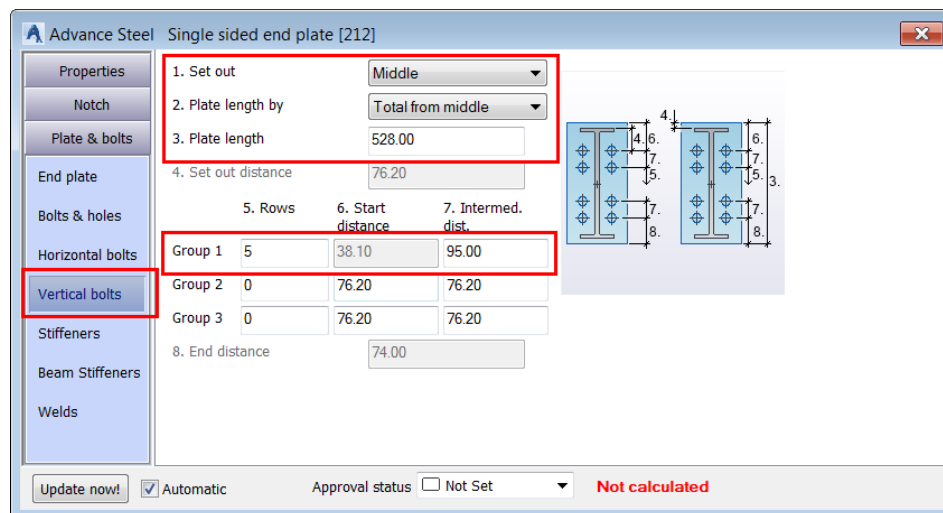 Advance Steel Single sided end plate [212]
Properties
Notch
Plate & bolts
End plate
Bolts & holes
Horizontal bolts
Vertical bolts
Stiffeners
Beam Stiffeners
Welds
1. Set out Middle
2. Plate length by Total from middle
3. Plate length 528.00
4. Set out distance 76.20
5. Rows 6. Start distance 7. Intermed. dist.
Group 1 5 38.10 95.00
Group 2 0 76.20 76.20
Group 3 0 76.20 76.20
8. End distance 74.00
4.
4. 6. 6.
7. 7.
5. 5. 3.
7. 7.
8. 8.
Update now! Automatic Approval status Not Set Not calculated